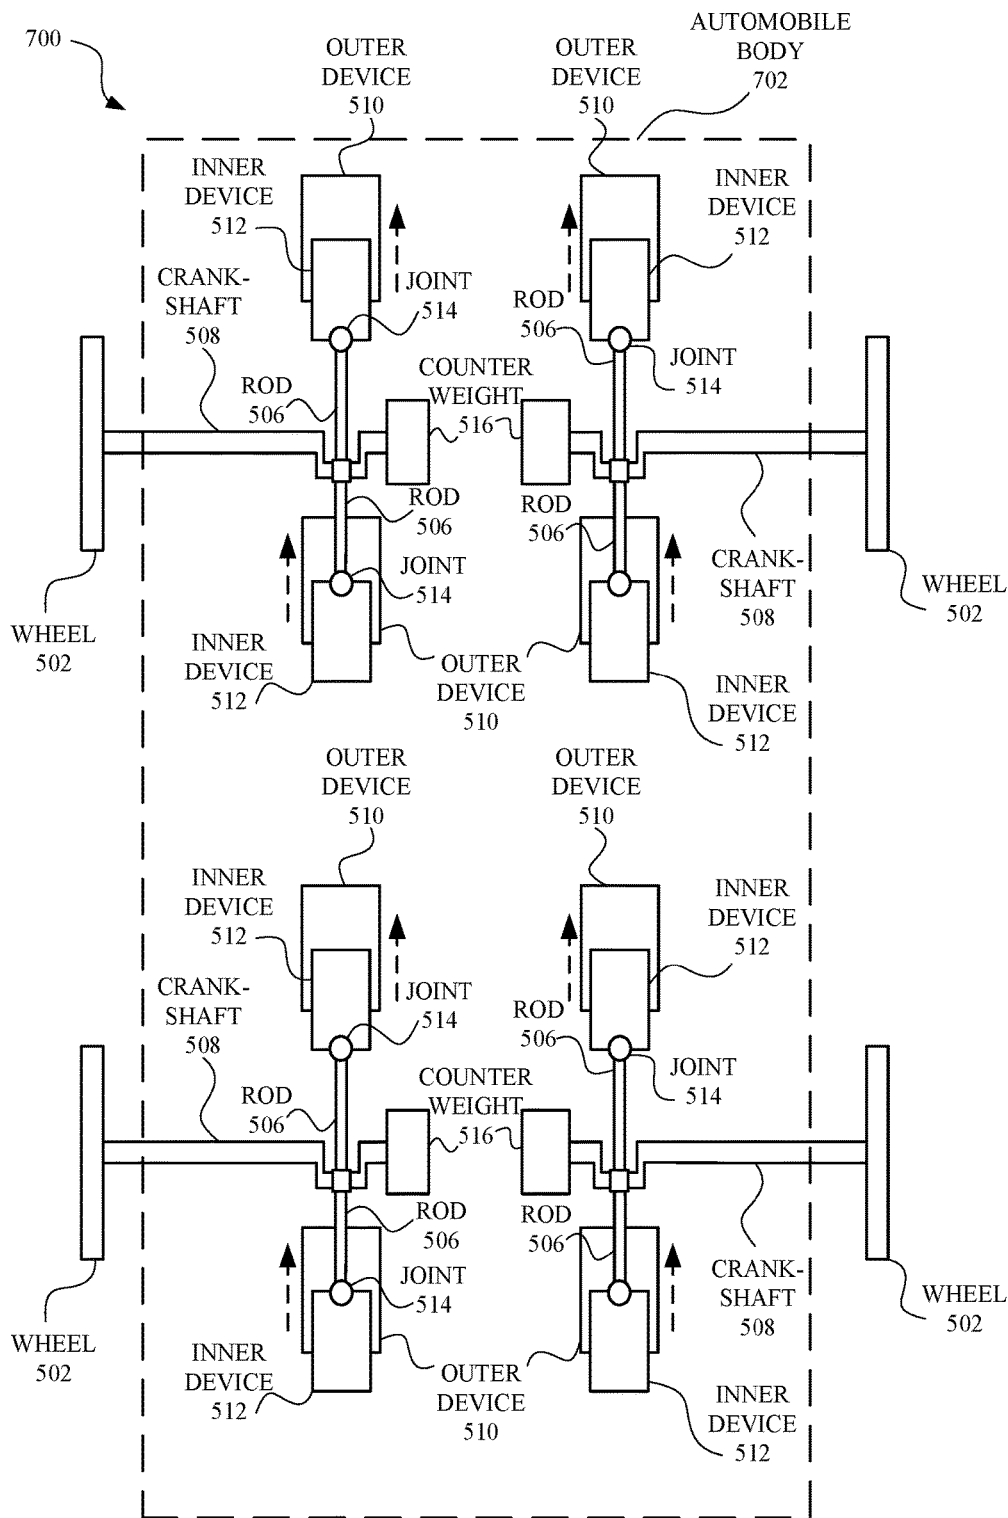 700
OUTER
DEVICE
510
OUTER
DEVICE
510
AUTOMOBILE
BODY
702
INNER
DEVICE
512
INNER
DEVICE
512
CRANK-
SHAFT
508
JOINT
514
ROD
506
JOINT
514
ROD
506
COUNTER
WEIGHT
516
ROD
506
ROD
506
JOINT
514
CRANK-
SHAFT
508
WHEEL
502
WHEEL
502
INNER
DEVICE
512
OUTER
DEVICE
510
INNER
DEVICE
512
OUTER
DEVICE
510
OUTER
DEVICE
510
INNER
DEVICE
512
INNER
DEVICE
512
CRANK-
SHAFT
508
JOINT
514
ROD
506
JOINT
514
ROD
506
COUNTER
WEIGHT
516
ROD
506
ROD
506
JOINT
514
CRANK-
SHAFT
508
WHEEL
502
WHEEL
502
INNER
DEVICE
512
OUTER
DEVICE
510
INNER
DEVICE
512